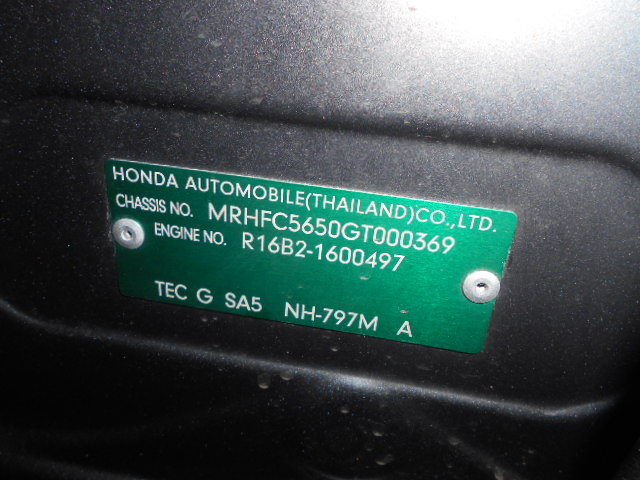 HONDA AUTOMOBILE(THAILAND)CO.,LTD.
CHASSIS NO. MRHFC5650GT000369
ENGINE NO. R16B2-1600497
TEC G SA5 NH-797M A